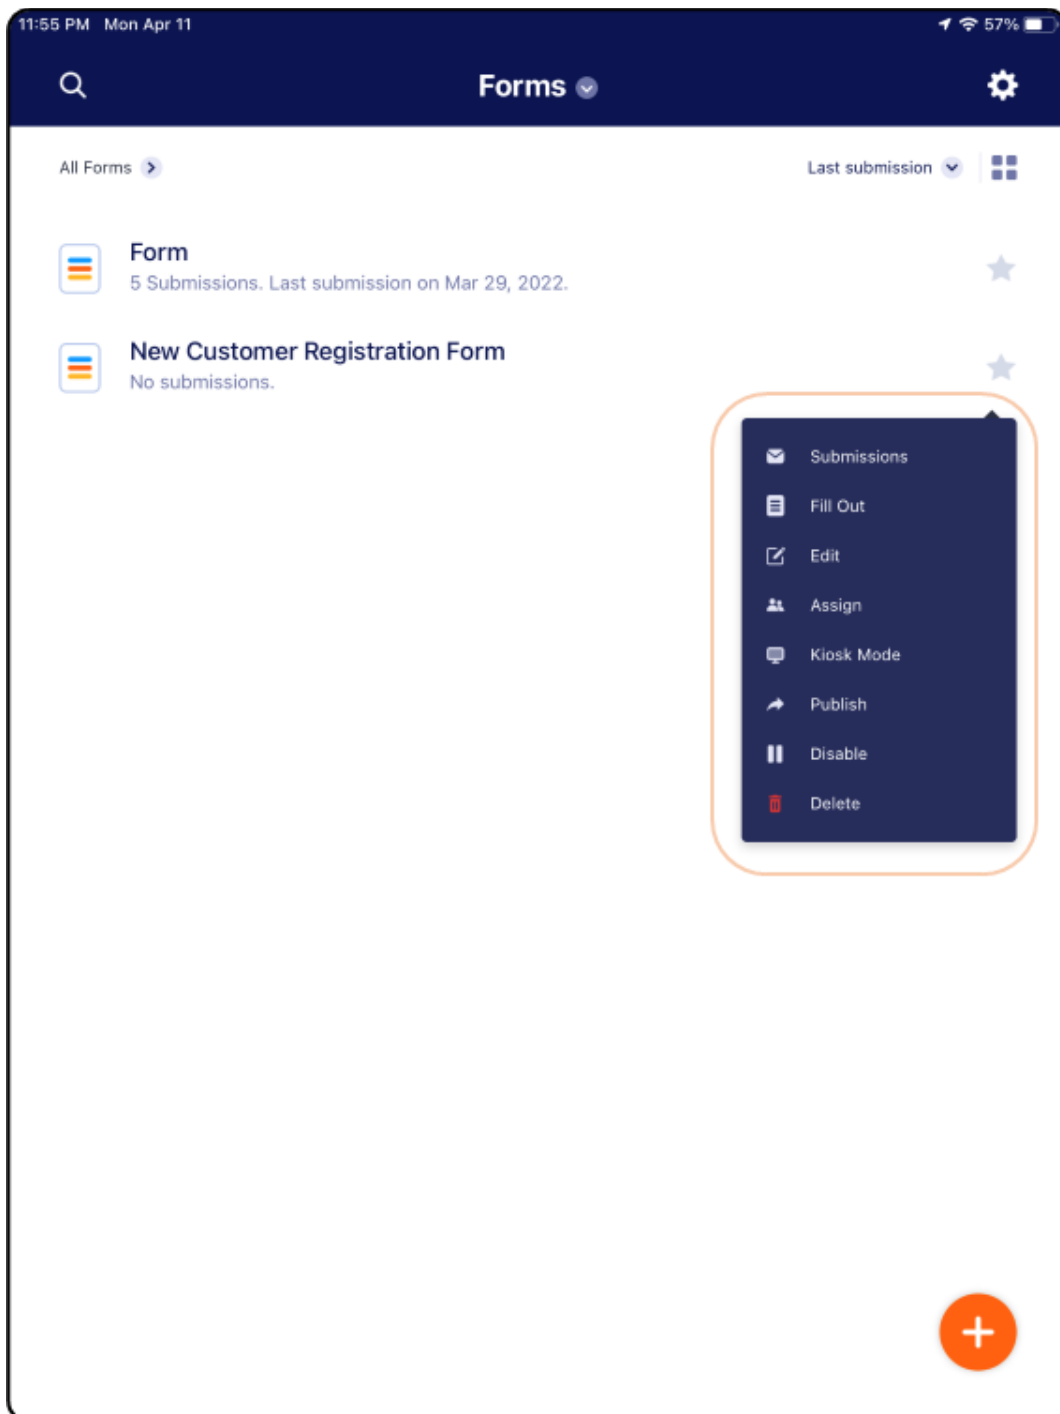 11:55 PM Mon Apr 11 57%
Forms
All Forms Last submission
Form
5 Submissions. Last submission on Mar 29, 2022.
New Customer Registration Form
No submissions.
Submissions
Fill Out
Edit
Assign
Kiosk Mode
Publish
Disable
Delete